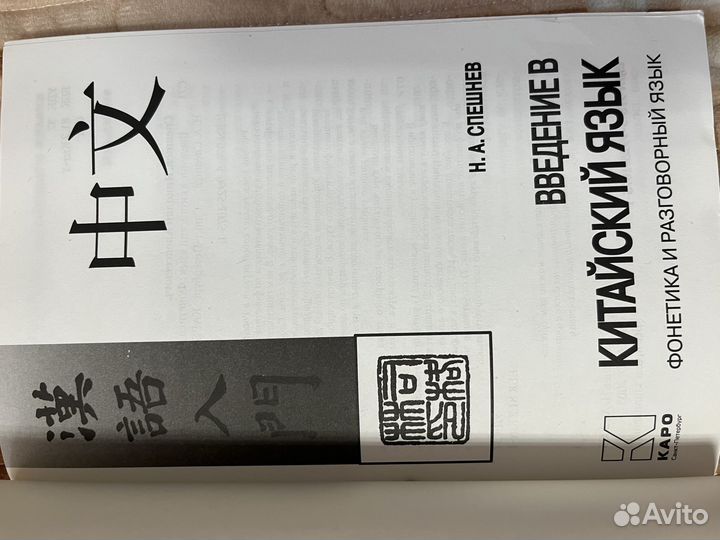 中文
漢語入門
Н. А. СПЕШНЕВ
ВВЕДЕНИЕ В
КИТАЙСКИЙ ЯЗЫК
ФОНЕТИКА И РАЗГОВОРНЫЙ ЯЗЫК
КАРО
Санкт-Петербург
Avito